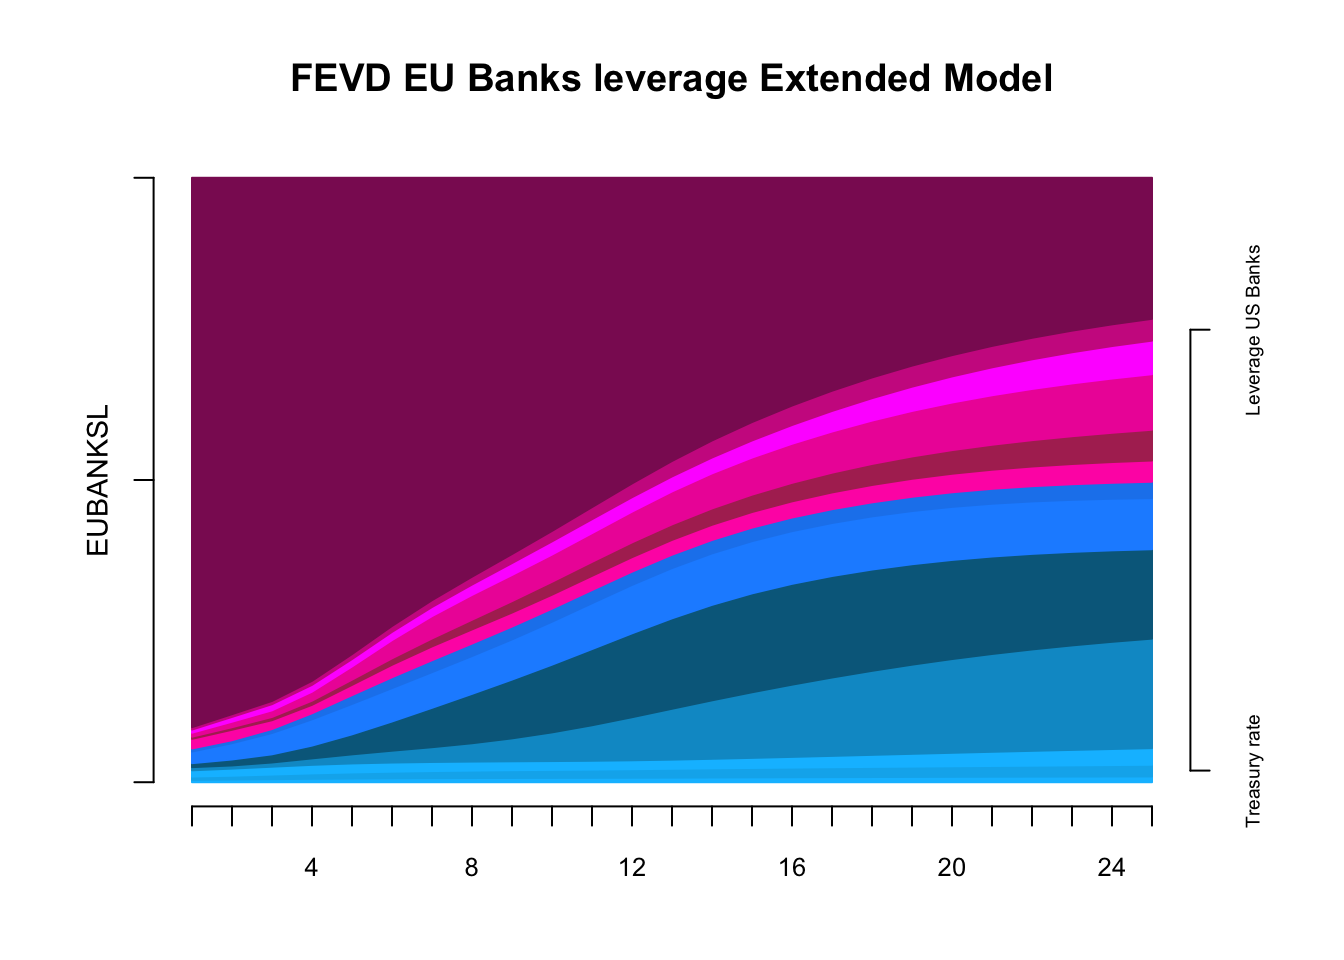 FEVD EU Banks leverage Extended Model
EUBANKSL
Leverage US Banks
Treasury rate
4 8 12 16 20 24